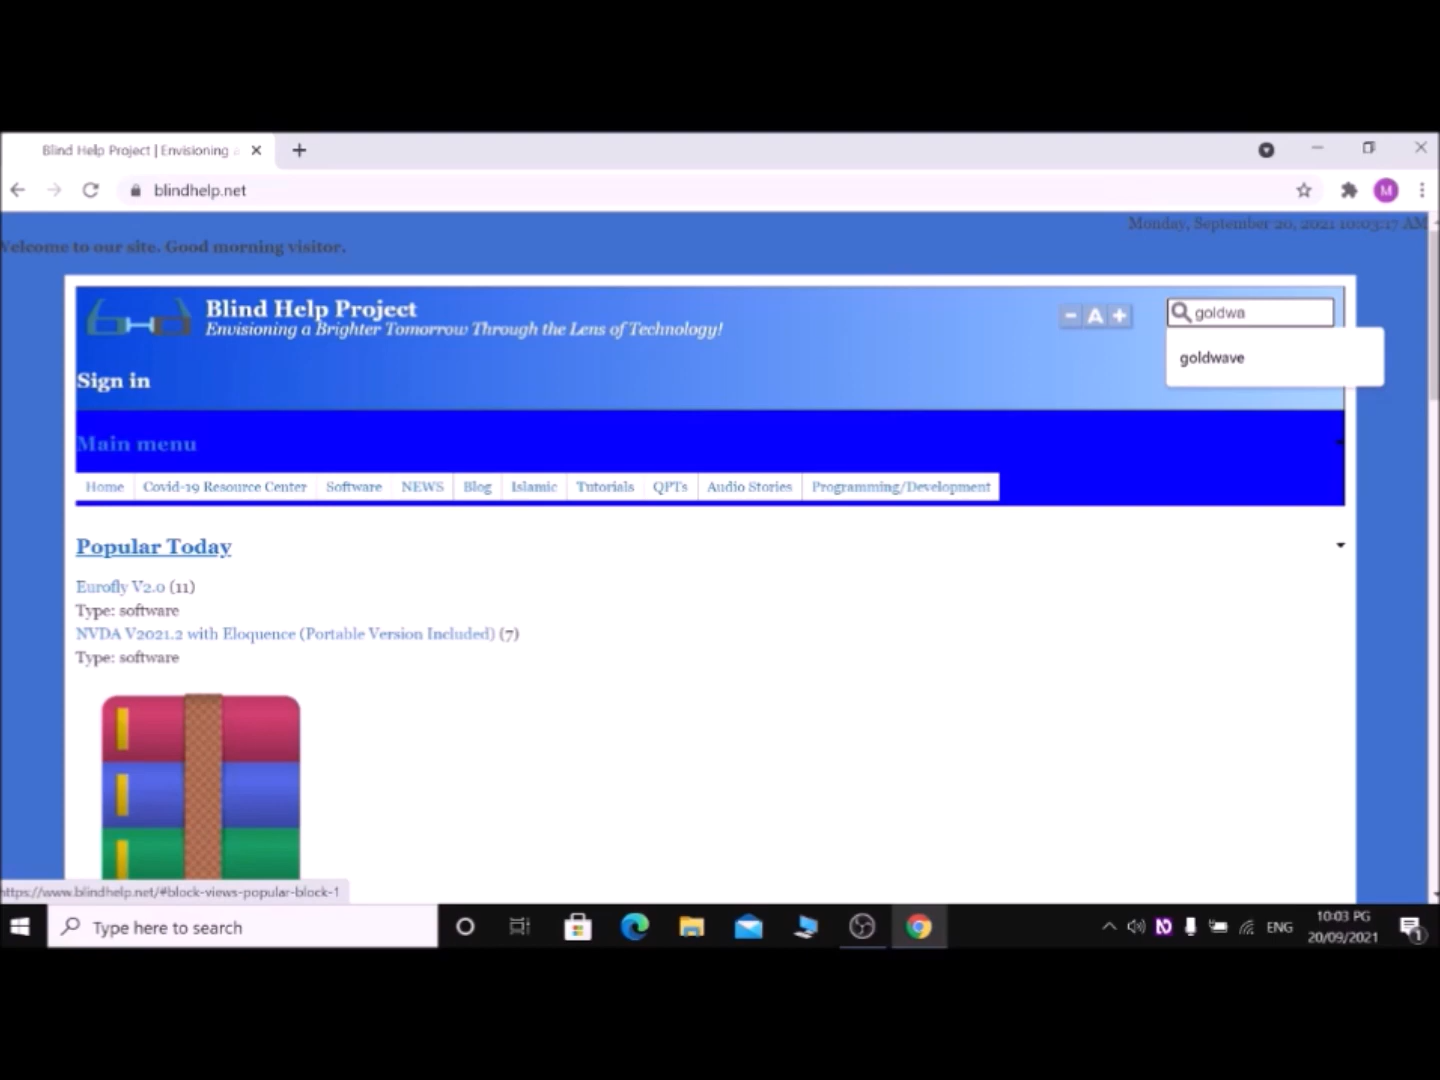 Blind Help Project | Envisioning a
blindhelp.net
Monday, September 20, 2021 10:03:17 AM
Welcome to our site. Good morning visitor.
Blind Help Project
Envisioning a Brighter Tomorrow Through the Lens of Technology!
- A +
goldwa
goldwave
Sign in
Main menu
Home Covid-19 Resource Center Software NEWS Blog Islamic Tutorials QPTs Audio Stories Programming/Development
Popular Today
Eurofly V2.0 (11)
Type: software
NVDA V2021.2 with Eloquence (Portable Version Included) (7)
Type: software
https://www.blindhelp.net/#block-views-popular-block-1
Type here to search
ENG
10:03 PG
20/09/2021
1
M